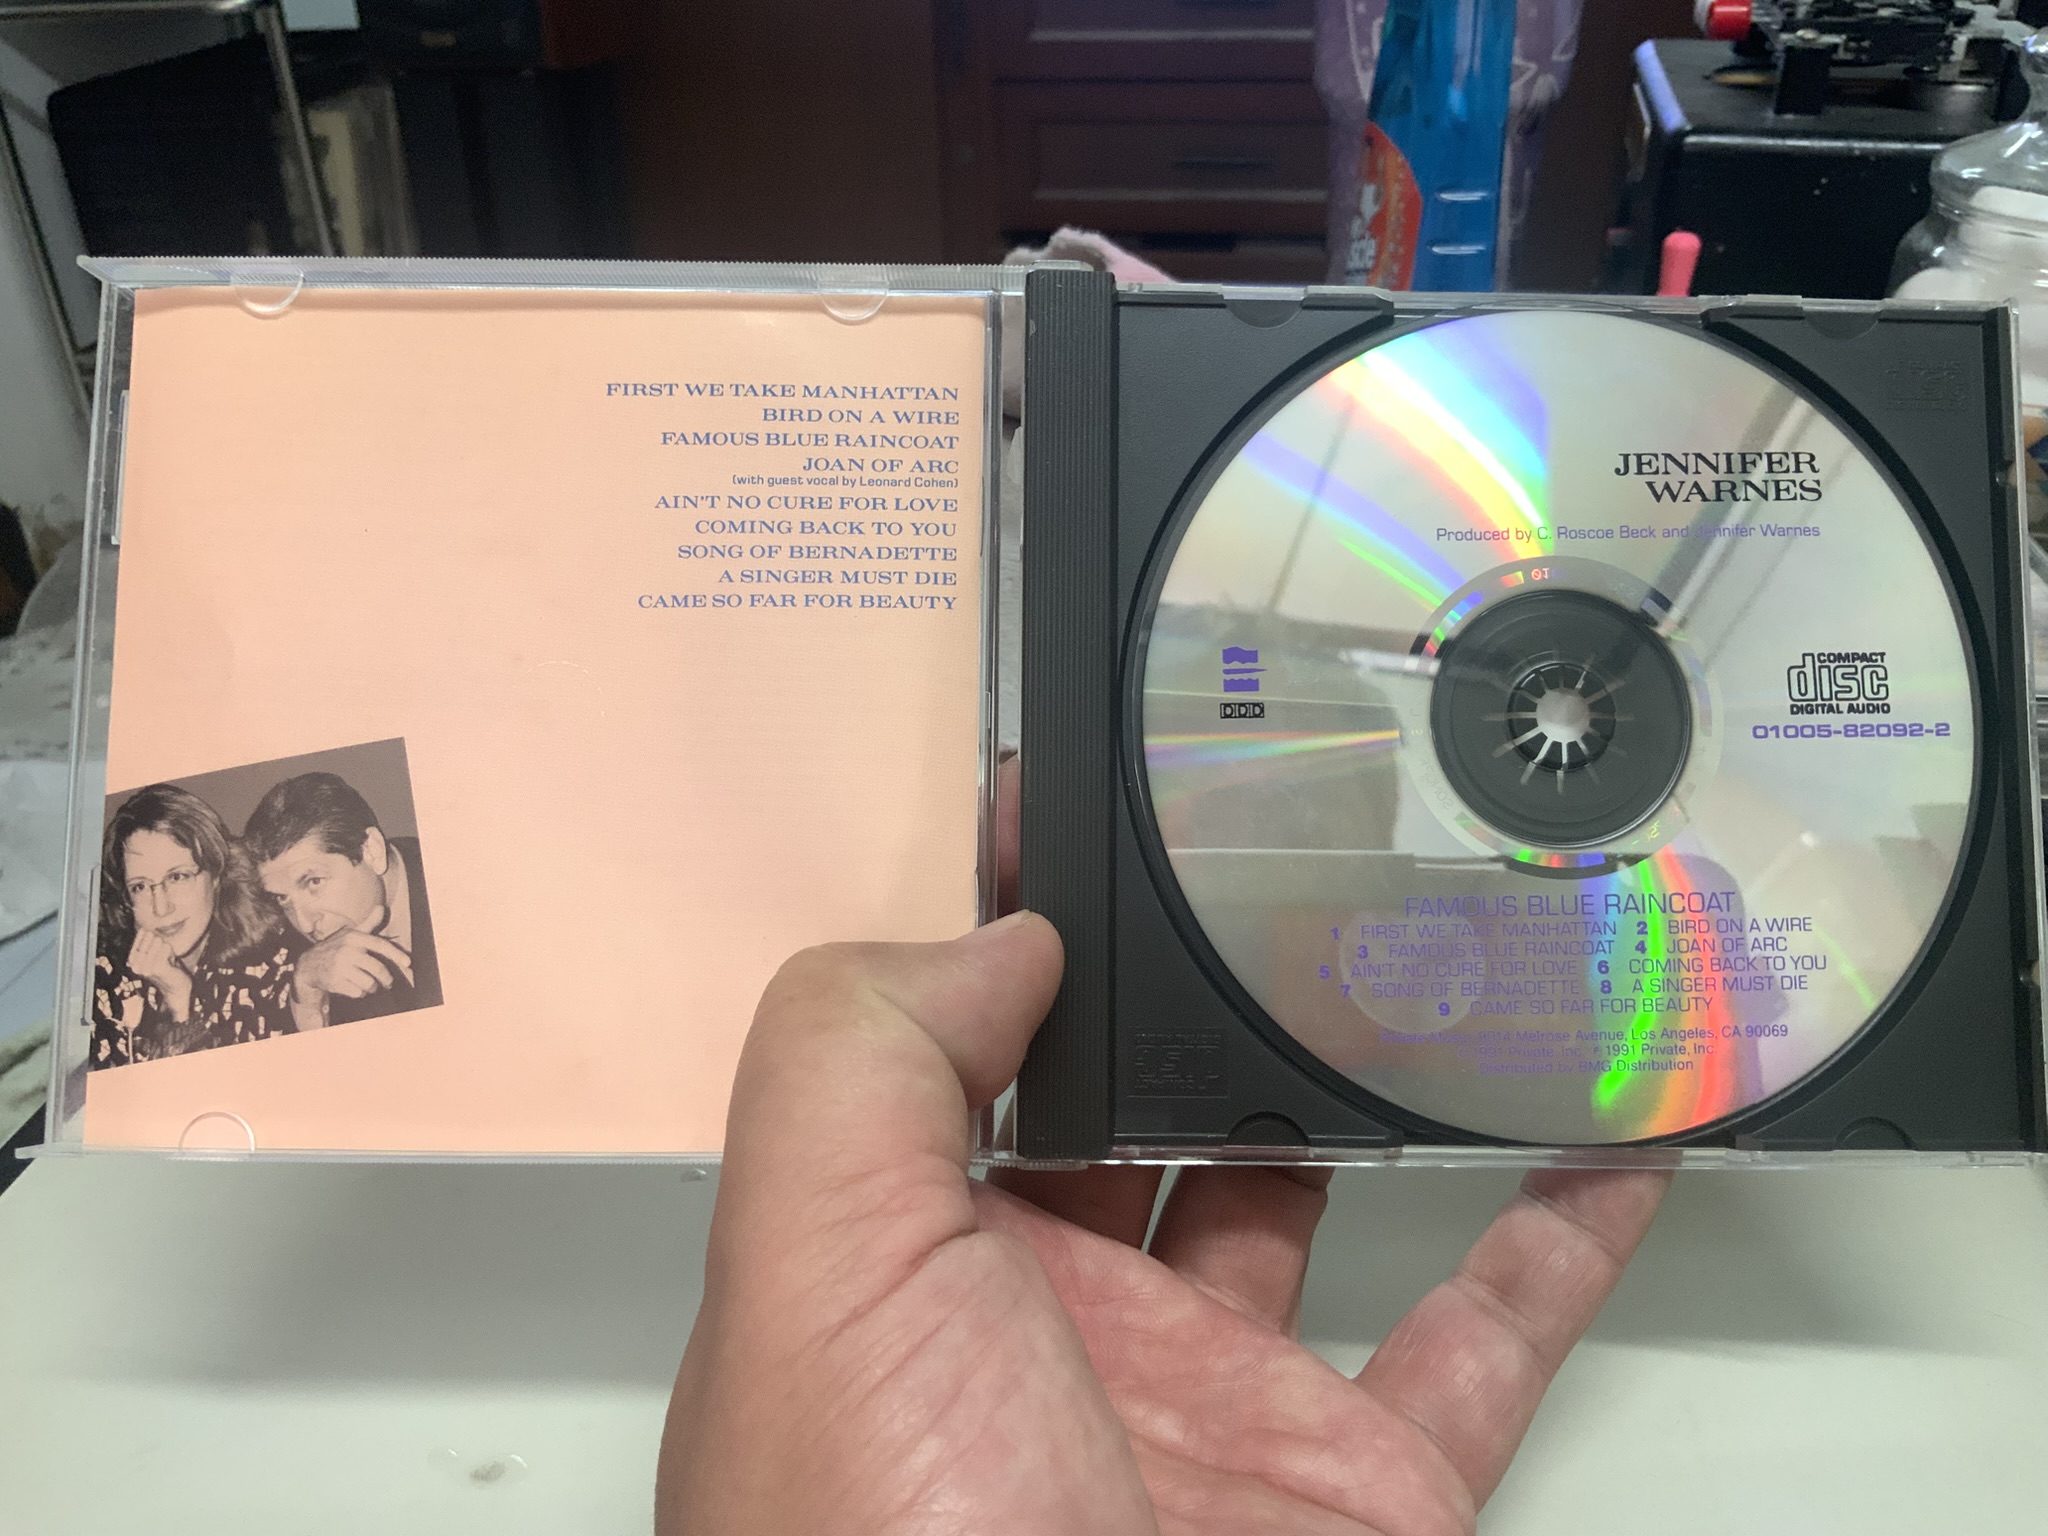 FIRST WE TAKE MANHATTAN
BIRD ON A WIRE
FAMOUS BLUE RAINCOAT
JOAN OF ARC
(with guest vocal by Leonard Cohen)
AIN'T NO CURE FOR LOVE
COMING BACK TO YOU
SONG OF BERNADETTE
A SINGER MUST DIE
CAME SO FAR FOR BEAUTY
JENNIFER
WARNES
Produced by C. Roscoe Beck and Jennifer Warnes
DDD
COMPACT
disc
DIGITAL AUDIO
01005-82092-2
FAMOUS BLUE RAINCOAT
1 FIRST WE TAKE MANHATTAN 2 BIRD ON A WIRE
3 FAMOUS BLUE RAINCOAT 4 JOAN OF ARC
5 AIN'T NO CURE FOR LOVE 6 COMING BACK TO YOU
7 SONG OF BERNADETTE 8 A SINGER MUST DIE
9 CAME SO FAR FOR BEAUTY
Private Music, 9014 Melrose Avenue, Los Angeles, CA 90069
1991 Private, Inc. ℗ 1991 Private, Inc.
Distributed by BMG Distribution